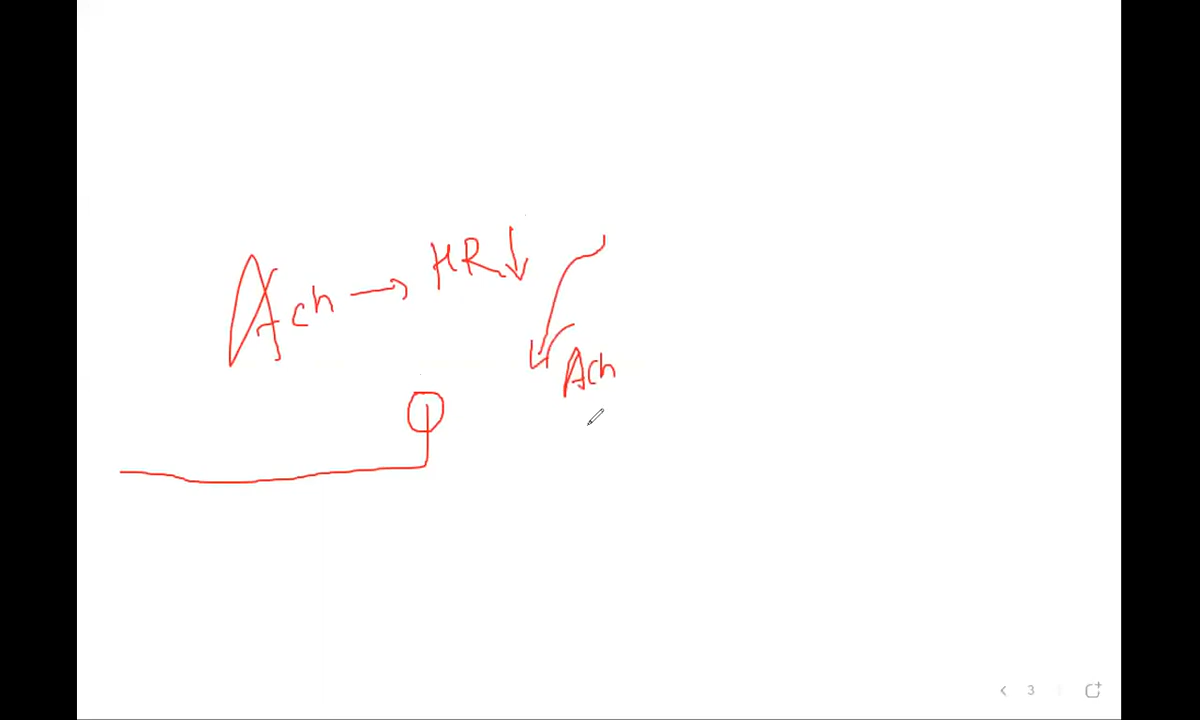 Ach → HR ↓
Ach
3